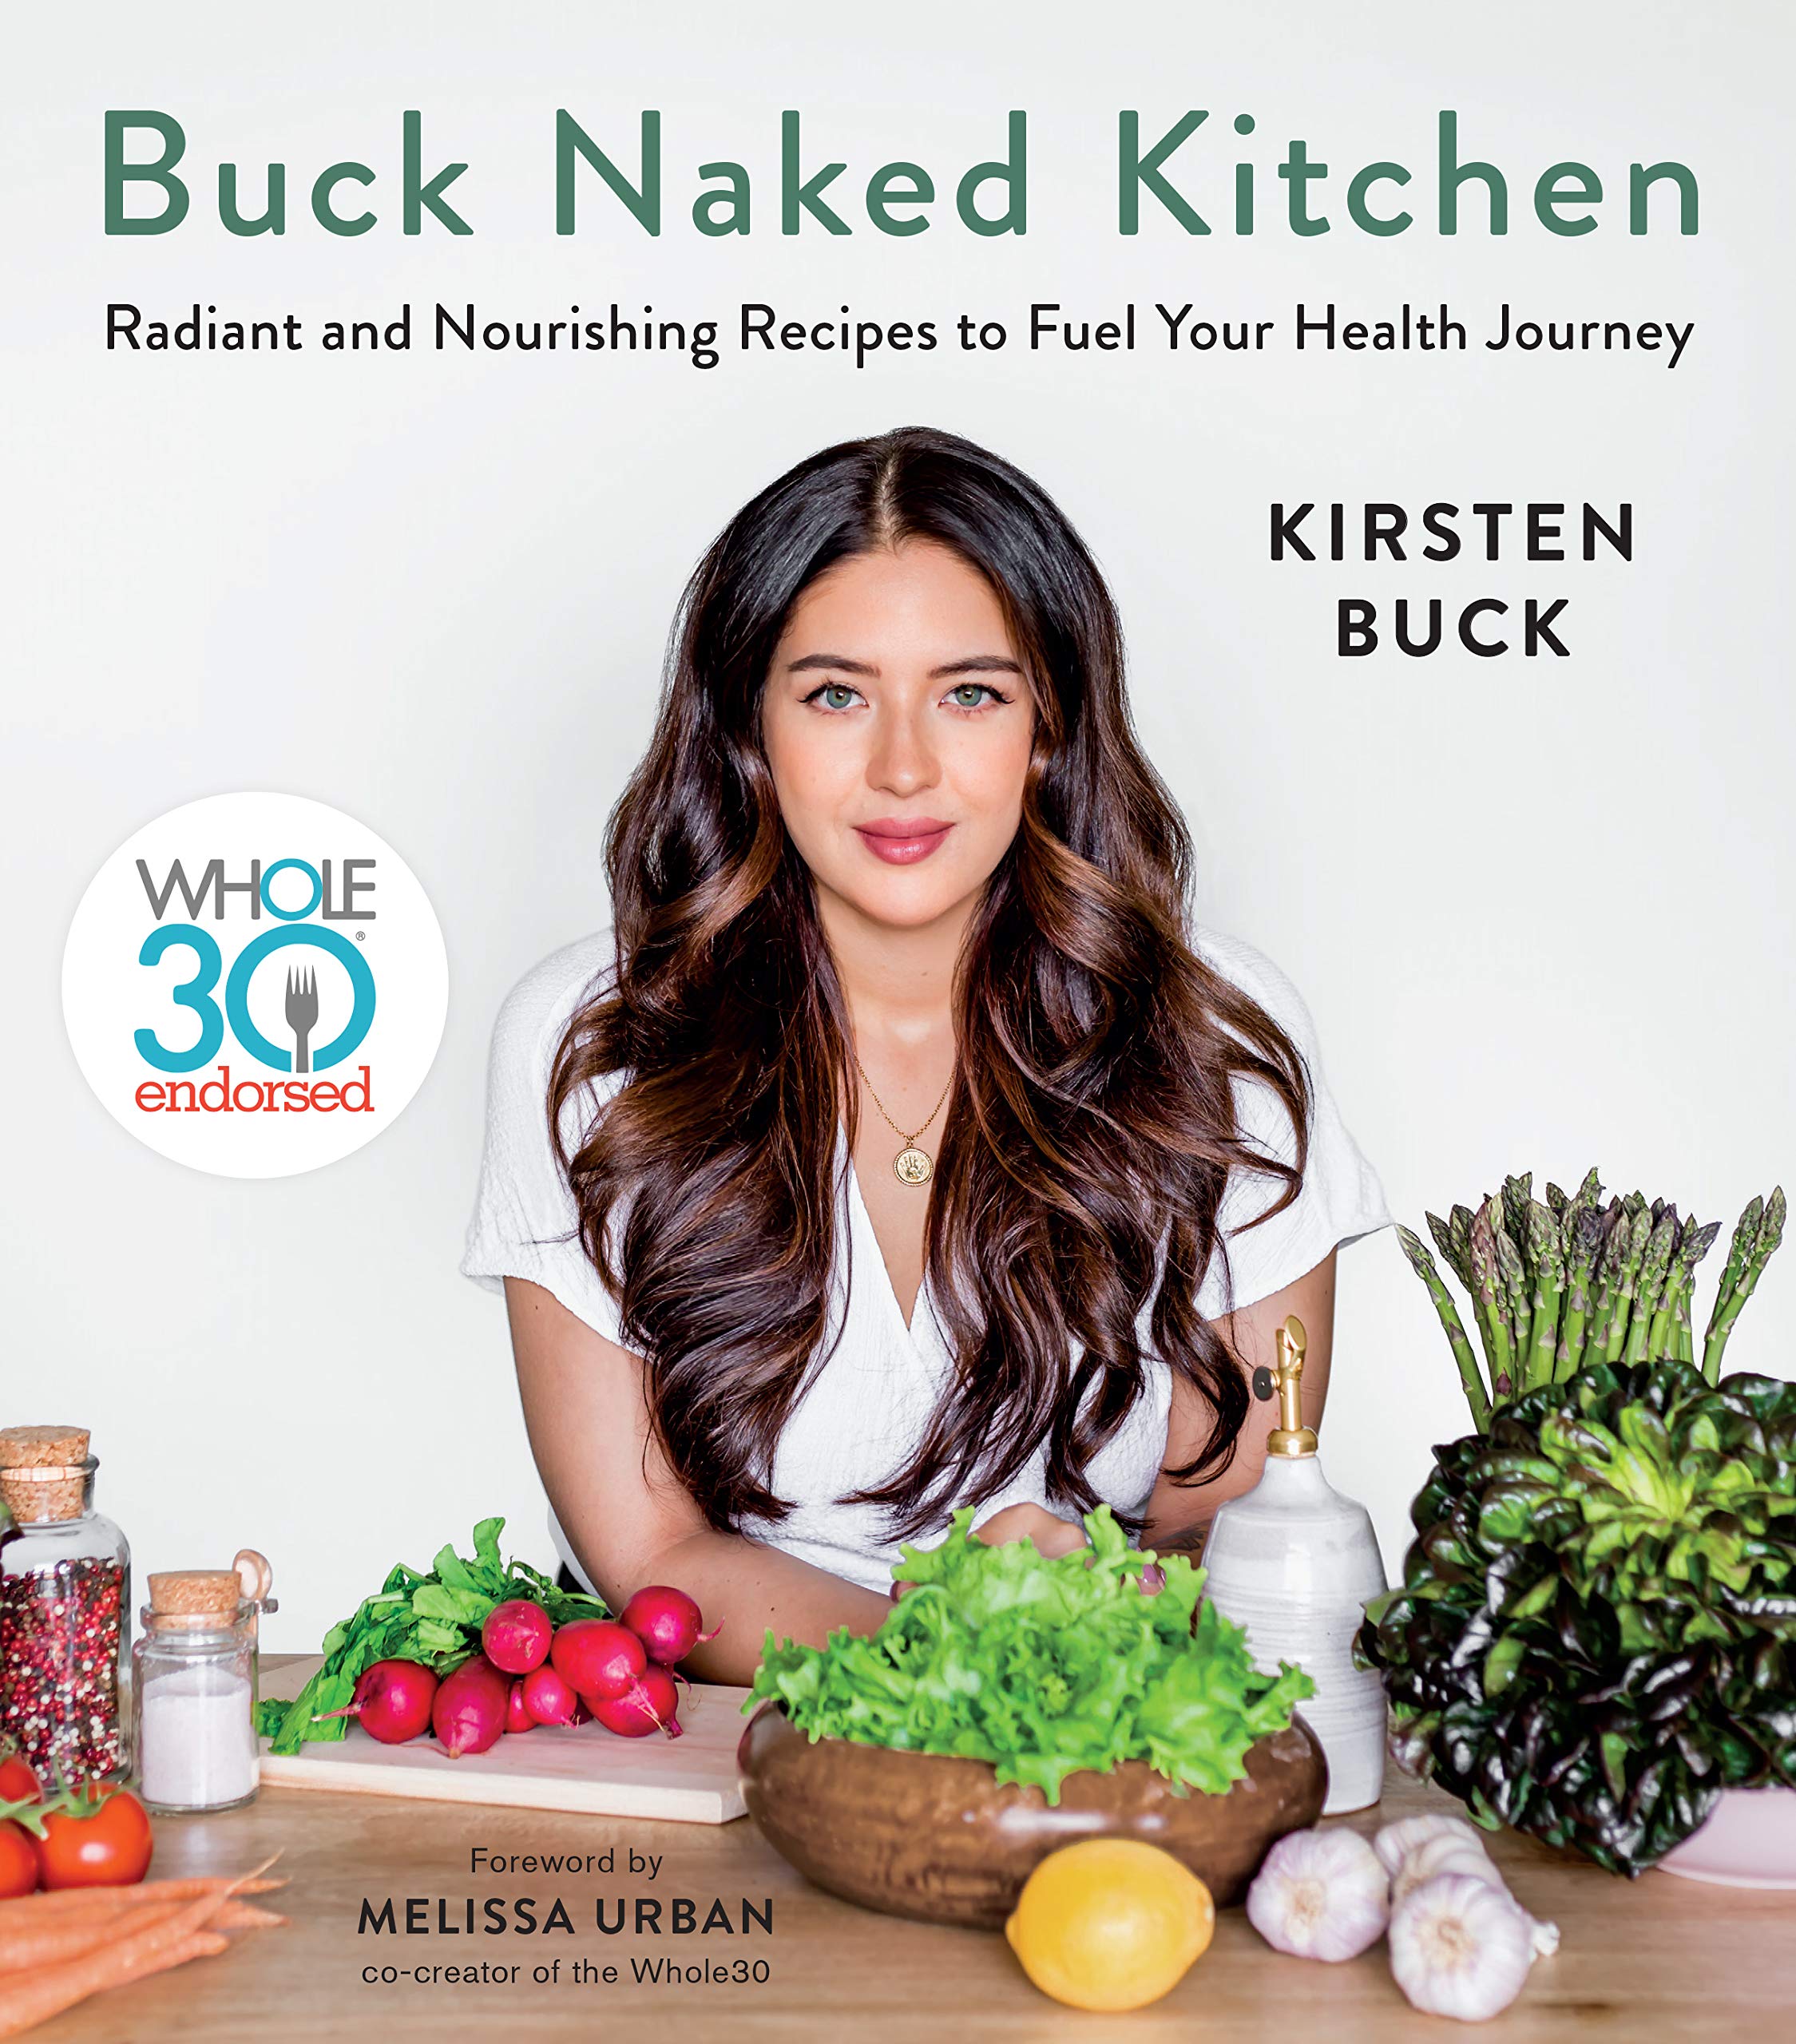 Buck Naked Kitchen
Radiant and Nourishing Recipes to Fuel Your Health Journey
KIRSTEN
BUCK
WHOLE
30®
endorsed
Foreword by
MELISSA URBAN
co-creator of the Whole30